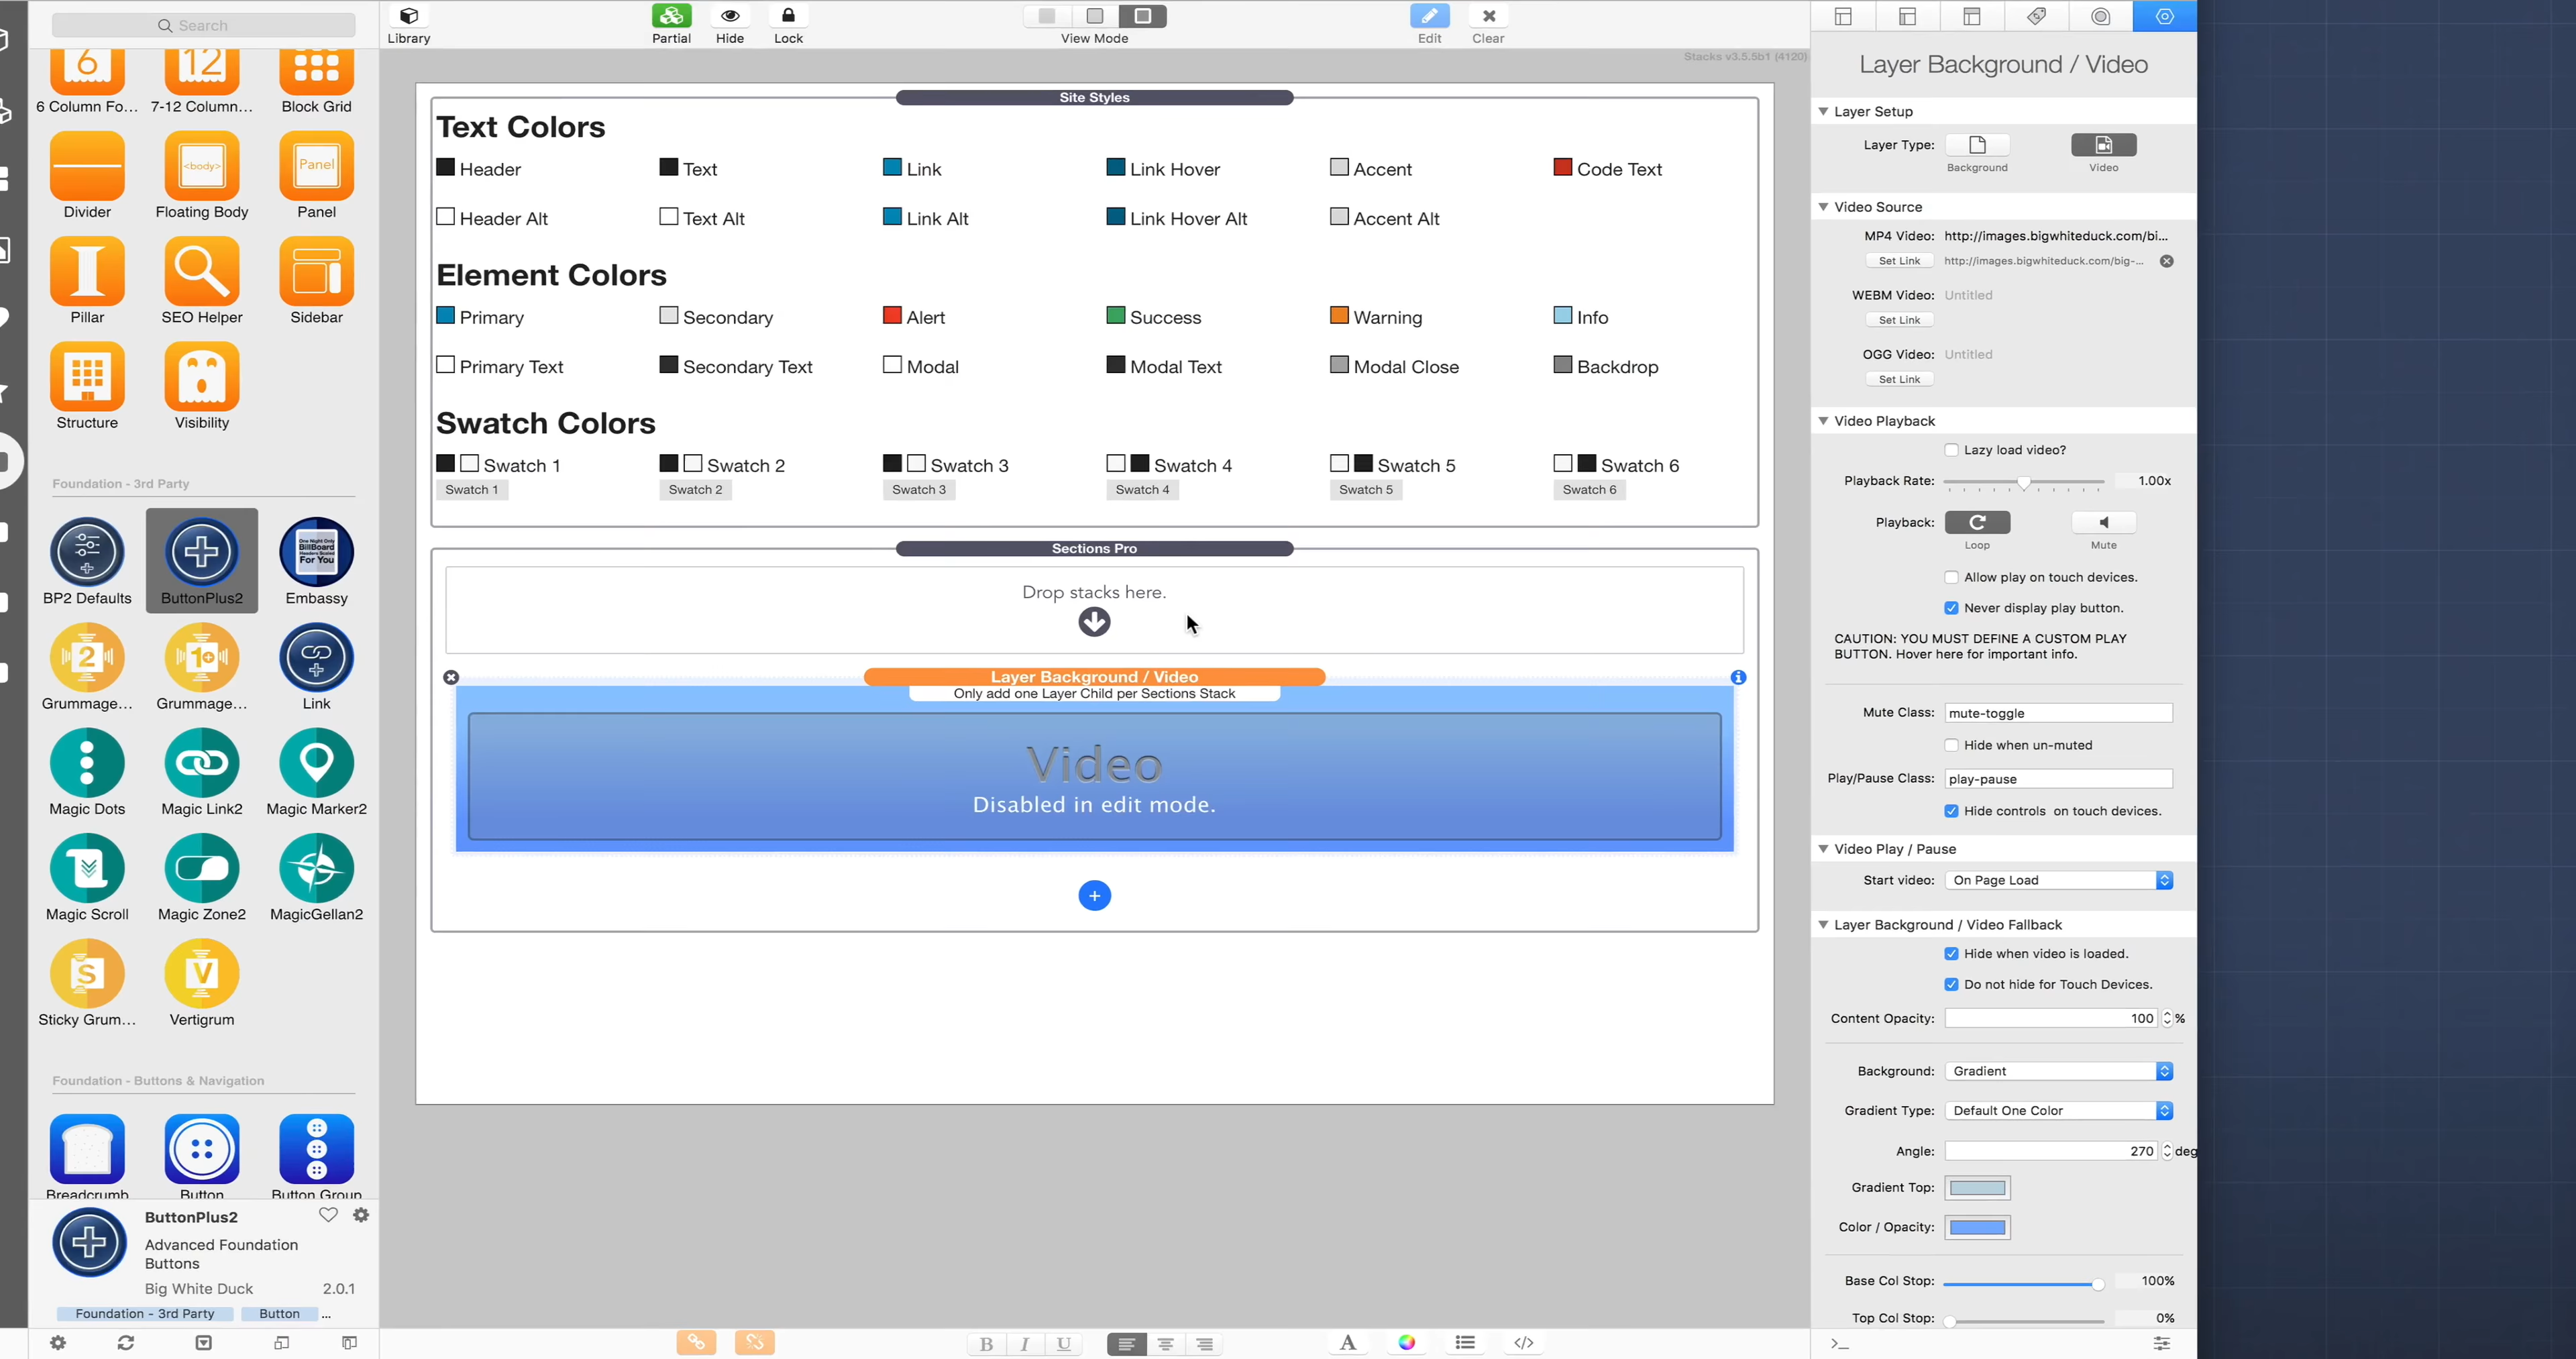 Search
6 Column Fo... 7-12 Column... Block Grid
<body> Panel
Divider Floating Body Panel
Pillar SEO Helper Sidebar
Structure Visibility
Foundation - 3rd Party
One Night Only BillBoard Headers Scaled For You
BP2 Defaults ButtonPlus2 Embassy
Grummage... Grummage... Link
Magic Dots Magic Link2 Magic Marker2
Magic Scroll Magic Zone2 MagicGellan2
Sticky Grum... Vertigrum
Foundation - Buttons & Navigation
Breadcrumb Button Button Group
ButtonPlus2
Advanced Foundation
Buttons
Big White Duck 2.0.1
Foundation - 3rd Party Button ...
Library Partial Hide Lock View Mode Edit Clear
Stacks v3.5.5b1 (4120)
Site Styles
Text Colors
Header Text Link Link Hover Accent Code Text
Header Alt Text Alt Link Alt Link Hover Alt Accent Alt
Element Colors
Primary Secondary Alert Success Warning Info
Primary Text Secondary Text Modal Modal Text Modal Close Backdrop
Swatch Colors
Swatch 1 Swatch 2 Swatch 3 Swatch 4 Swatch 5 Swatch 6
Swatch 1 Swatch 2 Swatch 3 Swatch 4 Swatch 5 Swatch 6
Sections Pro
Drop stacks here.
Layer Background / Video
Only add one Layer Child per Sections Stack
Video
Disabled in edit mode.
B I U A </>
Layer Background / Video
Layer Setup
Layer Type:
Background Video
Video Source
MP4 Video: http://images.bigwhiteduck.com/bi...
Set Link http://images.bigwhiteduck.com/big-...
WEBM Video: Untitled
Set Link
OGG Video: Untitled
Set Link
Video Playback
Lazy load video?
Playback Rate: 1.00x
Playback:
Loop Mute
Allow play on touch devices.
Never display play button.
CAUTION: YOU MUST DEFINE A CUSTOM PLAY
BUTTON. Hover here for important info.
Mute Class: mute-toggle
Hide when un-muted
Play/Pause Class: play-pause
Hide controls on touch devices.
Video Play / Pause
Start video: On Page Load
Layer Background / Video Fallback
Hide when video is loaded.
Do not hide for Touch Devices.
Content Opacity: 100 %
Background: Gradient
Gradient Type: Default One Color
Angle: 270 deg
Gradient Top:
Color / Opacity:
Base Col Stop: 100%
Top Col Stop: 0%